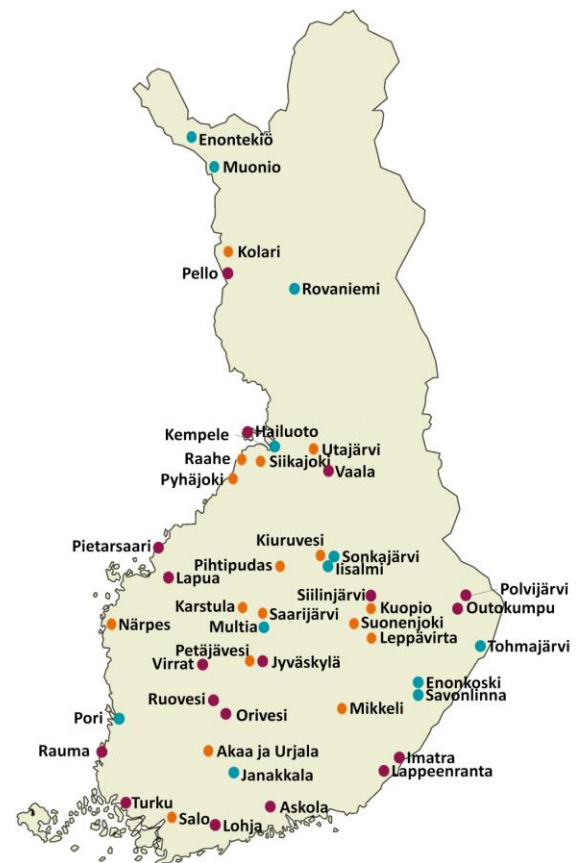 Enontekiö
Muonio
Kolari
Pello
Rovaniemi
Hailuoto
Kempele
Utajärvi
Raahe
Siikajoki
Vaala
Pyhäjoki
Kiuruvesi
Pietarsaari
Sonkajärvi
Pihtipudas
Iisalmi
Lapua
Siilinjärvi
Polvijärvi
Karstula
Kuopio
Outokumpu
Saarijärvi
Närpes
Suonenjoki
Multia
Leppävirta
Tohmajärvi
Petäjävesi
Virrat
Jyväskylä
Enonkoski
Savonlinna
Ruovesi
Mikkeli
Orivesi
Pori
Rauma
Akaa ja Urjala
Imatra
Janakkala
Lappeenranta
Turku
Askola
Salo
Lohja